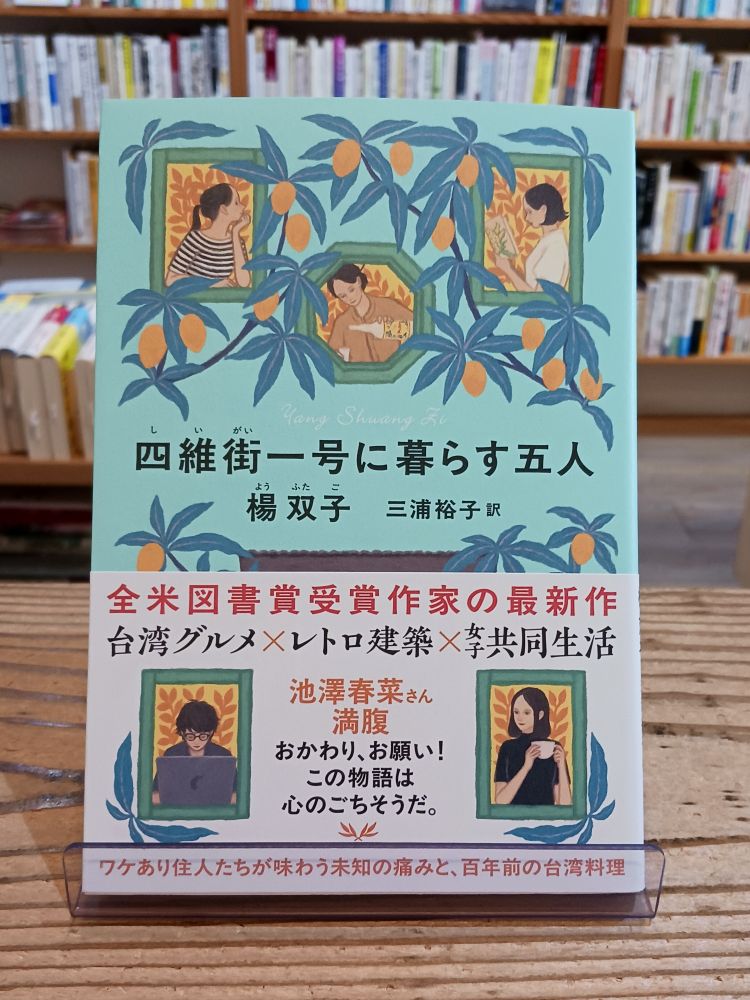 Yang Shuang Zi
し い がい
四維街一号に暮らす五人
よう ふた ご
楊双子 三浦裕子 訳
全米図書賞受賞作家の最新作
台湾グルメ×レトロ建築×女子共同生活
池澤春菜さん
満腹
おかわり、お願い!
この物語は
心のごちそうだ。
ワケあり住人たちが味わう未知の痛みと、百年前の台湾料理